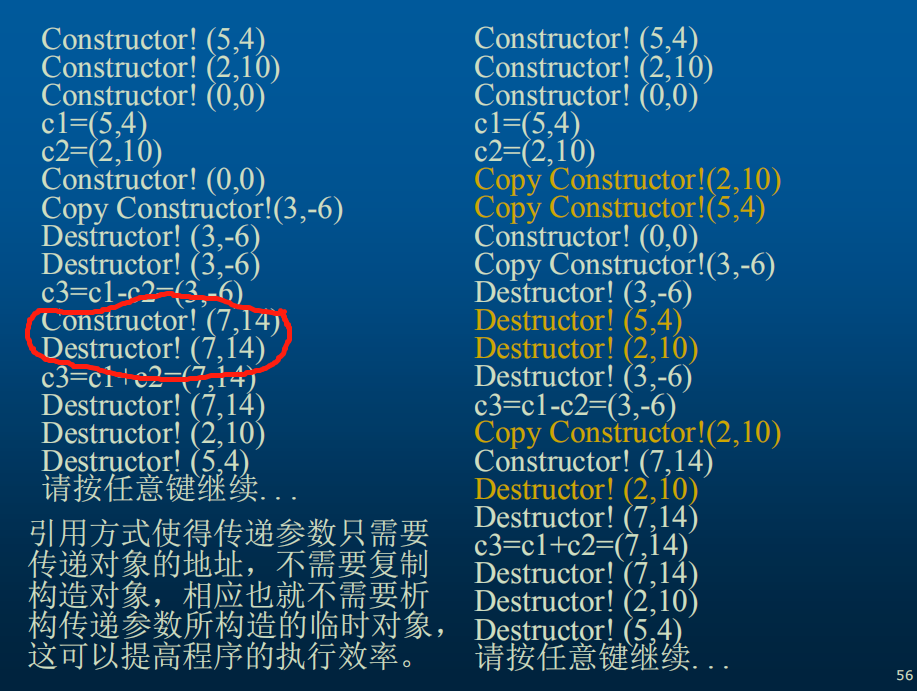 Constructor! (5,4)
Constructor! (2,10)
Constructor! (0,0)
c1=(5,4)
c2=(2,10)
Constructor! (0,0)
Copy Constructor!(3,-6)
Destructor! (3,-6)
Destructor! (3,-6)
c3=c1-c2=(3,-6)
Constructor! (7,14)
Destructor! (7,14)
c3=c1+c2=(7,14)
Destructor! (7,14)
Destructor! (2,10)
Destructor! (5,4)
请按任意键继续. . .
引用方式使得传递参数只需要
传递对象的地址，不需要复制
构造对象，相应也就不需要析
构传递参数所构造的临时对象，
这可以提高程序的执行效率。
Constructor! (5,4)
Constructor! (2,10)
Constructor! (0,0)
c1=(5,4)
c2=(2,10)
Copy Constructor!(2,10)
Copy Constructor!(5,4)
Constructor! (0,0)
Copy Constructor!(3,-6)
Destructor! (3,-6)
Destructor! (5,4)
Destructor! (2,10)
Destructor! (3,-6)
c3=c1-c2=(3,-6)
Copy Constructor!(2,10)
Constructor! (7,14)
Destructor! (2,10)
Destructor! (7,14)
c3=c1+c2=(7,14)
Destructor! (7,14)
Destructor! (2,10)
Destructor! (5,4)
请按任意键继续. . .
56